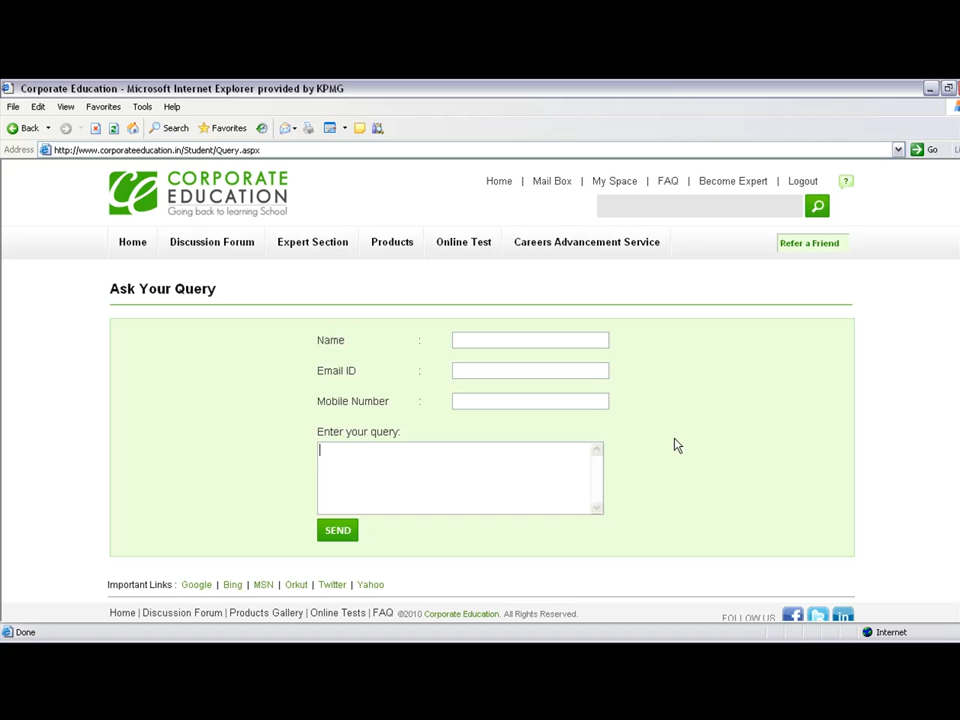 Corporate Education - Microsoft Internet Explorer provided by KPMG
File Edit View Favorites Tools Help
Back Search Favorites
Address http://www.corporateeducation.in/Student/Query.aspx Go
CORPORATE
EDUCATION
Going back to learning School
Home | Mail Box | My Space | FAQ | Become Expert | Logout ?
Home Discussion Forum Expert Section Products Online Test Careers Advancement Service Refer a Friend
Ask Your Query
Name :
Email ID :
Mobile Number :
Enter your query:
SEND
Important Links : Google | Bing | MSN | Orkut | Twitter | Yahoo
Home | Discussion Forum | Products Gallery | Online Tests | FAQ ©2010 Corporate Education. All Rights Reserved.
FOLLOW US
Done Internet